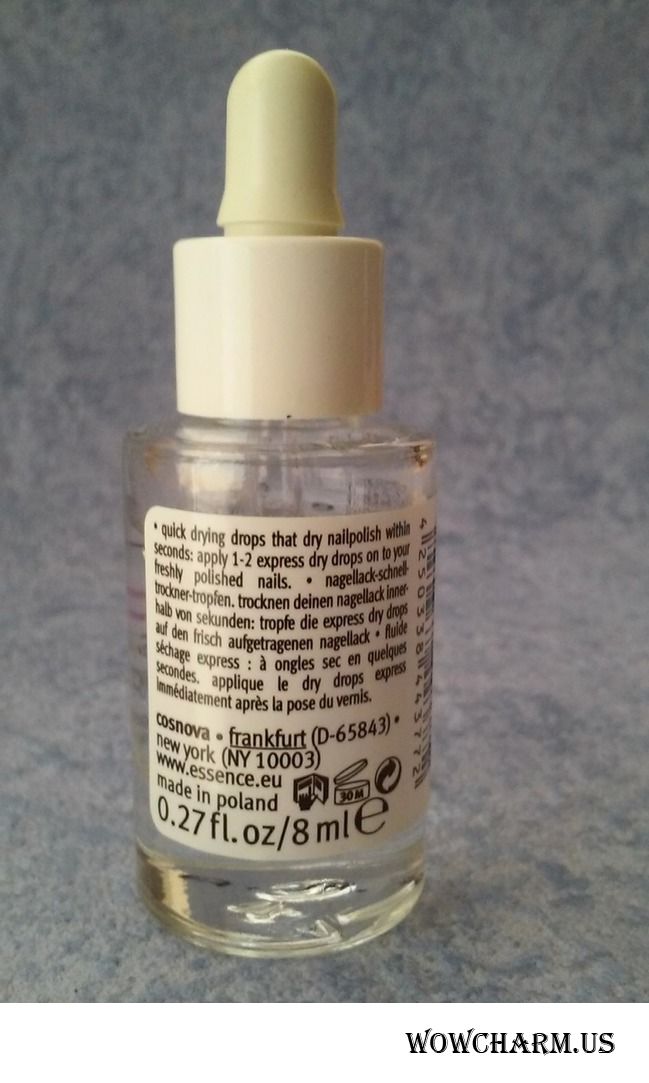 • quick drying drops that dry nailpolish within
seconds: apply 1-2 express dry drops on to your
freshly polished nails. • nagellack-schnell-
trockner-tropfen. trocknen deinen nagellack inner-
halb von sekunden: tropfe die express dry drops
auf den frisch aufgetragenen nagellack • fluide
séchage express : à ongles sec en quelques
secondes. applique le dry drops express
immédiatement après la pose du vernis.
cosnova • frankfurt (D-65843) •
new york (NY 10003)
www.essence.eu
made in poland
30 M
0.27 fl. oz/8 ml e
4 250338 443772
WOWCHARM.US